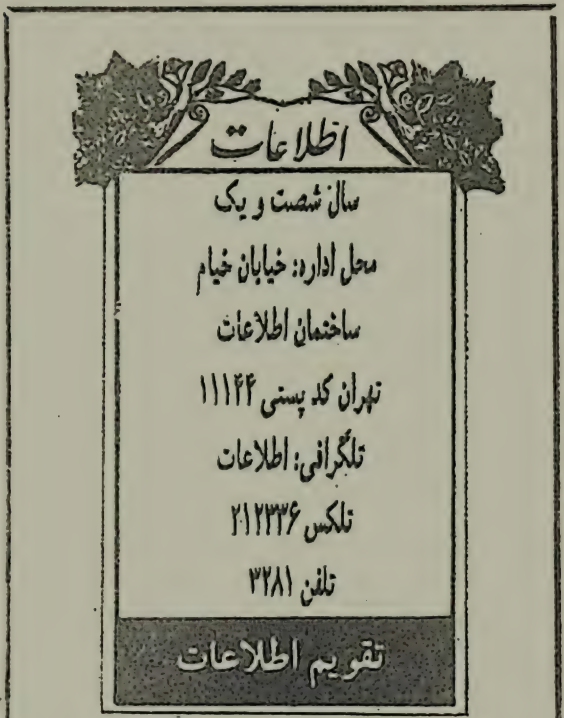 اطلاعات
سال شصت و یک
محل اداره: خیابان خیام
ساختمان اطلاعات
تهران کد پستی ۱۱۱۴۴
تلگرافی: اطلاعات
تلکس ۲۱۲۳۳۶
تلفن ۳۲۸۱
تقویم اطلاعات